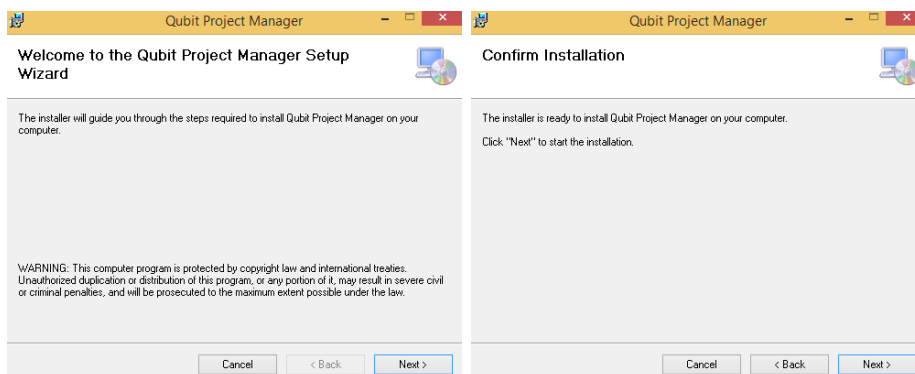 Qubit Project Manager
Welcome to the Qubit Project Manager Setup
Wizard
The installer will guide you through the steps required to install Qubit Project Manager on your
computer.
WARNING: This computer program is protected by copyright law and international treaties.
Unauthorized duplication or distribution of this program, or any portion of it, may result in severe civil
or criminal penalties, and will be prosecuted to the maximum extent possible under the law.
Cancel < Back Next >
Qubit Project Manager
Confirm Installation
The installer is ready to install Qubit Project Manager on your computer.
Click "Next" to start the installation.
Cancel < Back Next >